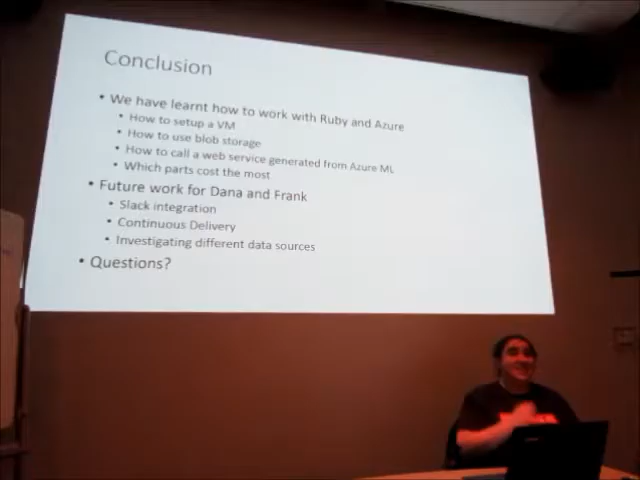 Conclusion
• We have learnt how to work with Ruby and Azure
• How to setup a VM
• How to use blob storage
• How to call a web service generated from Azure ML
• Which parts cost the most
• Future work for Dana and Frank
• Slack integration
• Continuous Delivery
• Investigating different data sources
• Questions?